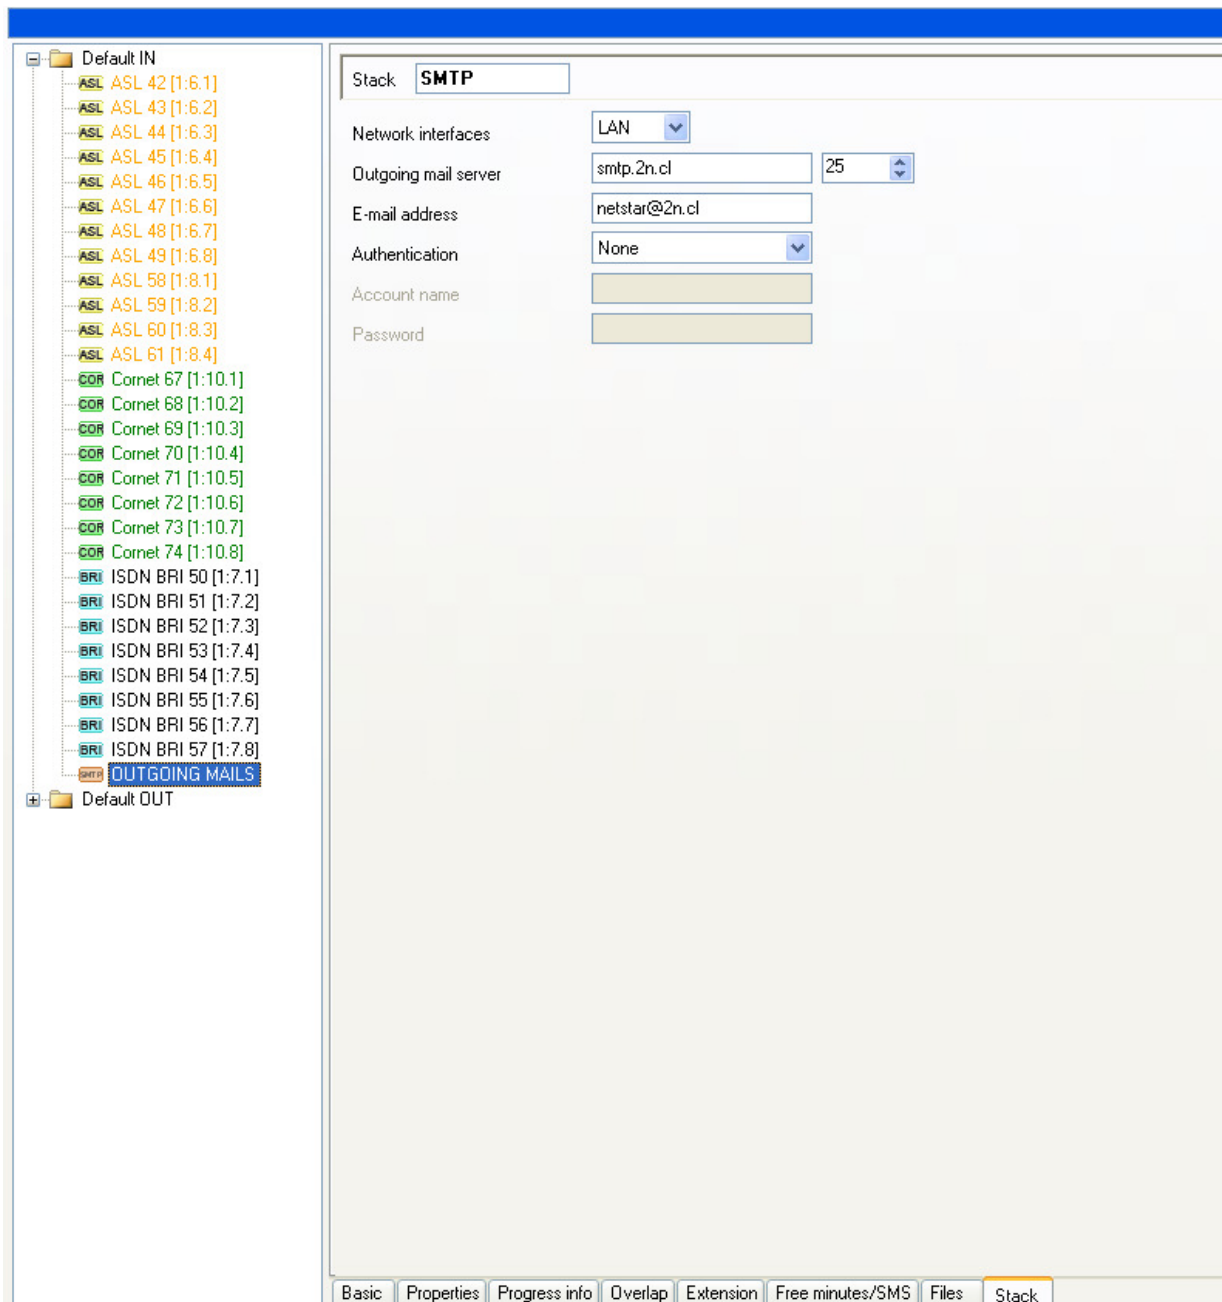 Default IN
ASL ASL 42 [1:6.1]
ASL ASL 43 [1:6.2]
ASL ASL 44 [1:6.3]
ASL ASL 45 [1:6.4]
ASL ASL 46 [1:6.5]
ASL ASL 47 [1:6.6]
ASL ASL 48 [1:6.7]
ASL ASL 49 [1:6.8]
ASL ASL 58 [1:8.1]
ASL ASL 59 [1:8.2]
ASL ASL 60 [1:8.3]
ASL ASL 61 [1:8.4]
COR Cornet 67 [1:10.1]
COR Cornet 68 [1:10.2]
COR Cornet 69 [1:10.3]
COR Cornet 70 [1:10.4]
COR Cornet 71 [1:10.5]
COR Cornet 72 [1:10.6]
COR Cornet 73 [1:10.7]
COR Cornet 74 [1:10.8]
BRI ISDN BRI 50 [1:7.1]
BRI ISDN BRI 51 [1:7.2]
BRI ISDN BRI 52 [1:7.3]
BRI ISDN BRI 53 [1:7.4]
BRI ISDN BRI 54 [1:7.5]
BRI ISDN BRI 55 [1:7.6]
BRI ISDN BRI 56 [1:7.7]
BRI ISDN BRI 57 [1:7.8]
SMTP OUTGOING MAILS
Default OUT
Stack SMTP
Network interfaces LAN
Outgoing mail server smtp.2n.cl 25
E-mail address netstar@2n.cl
Authentication None
Account name
Password
Basic Properties Progress info Overlap Extension Free minutes/SMS Files Stack